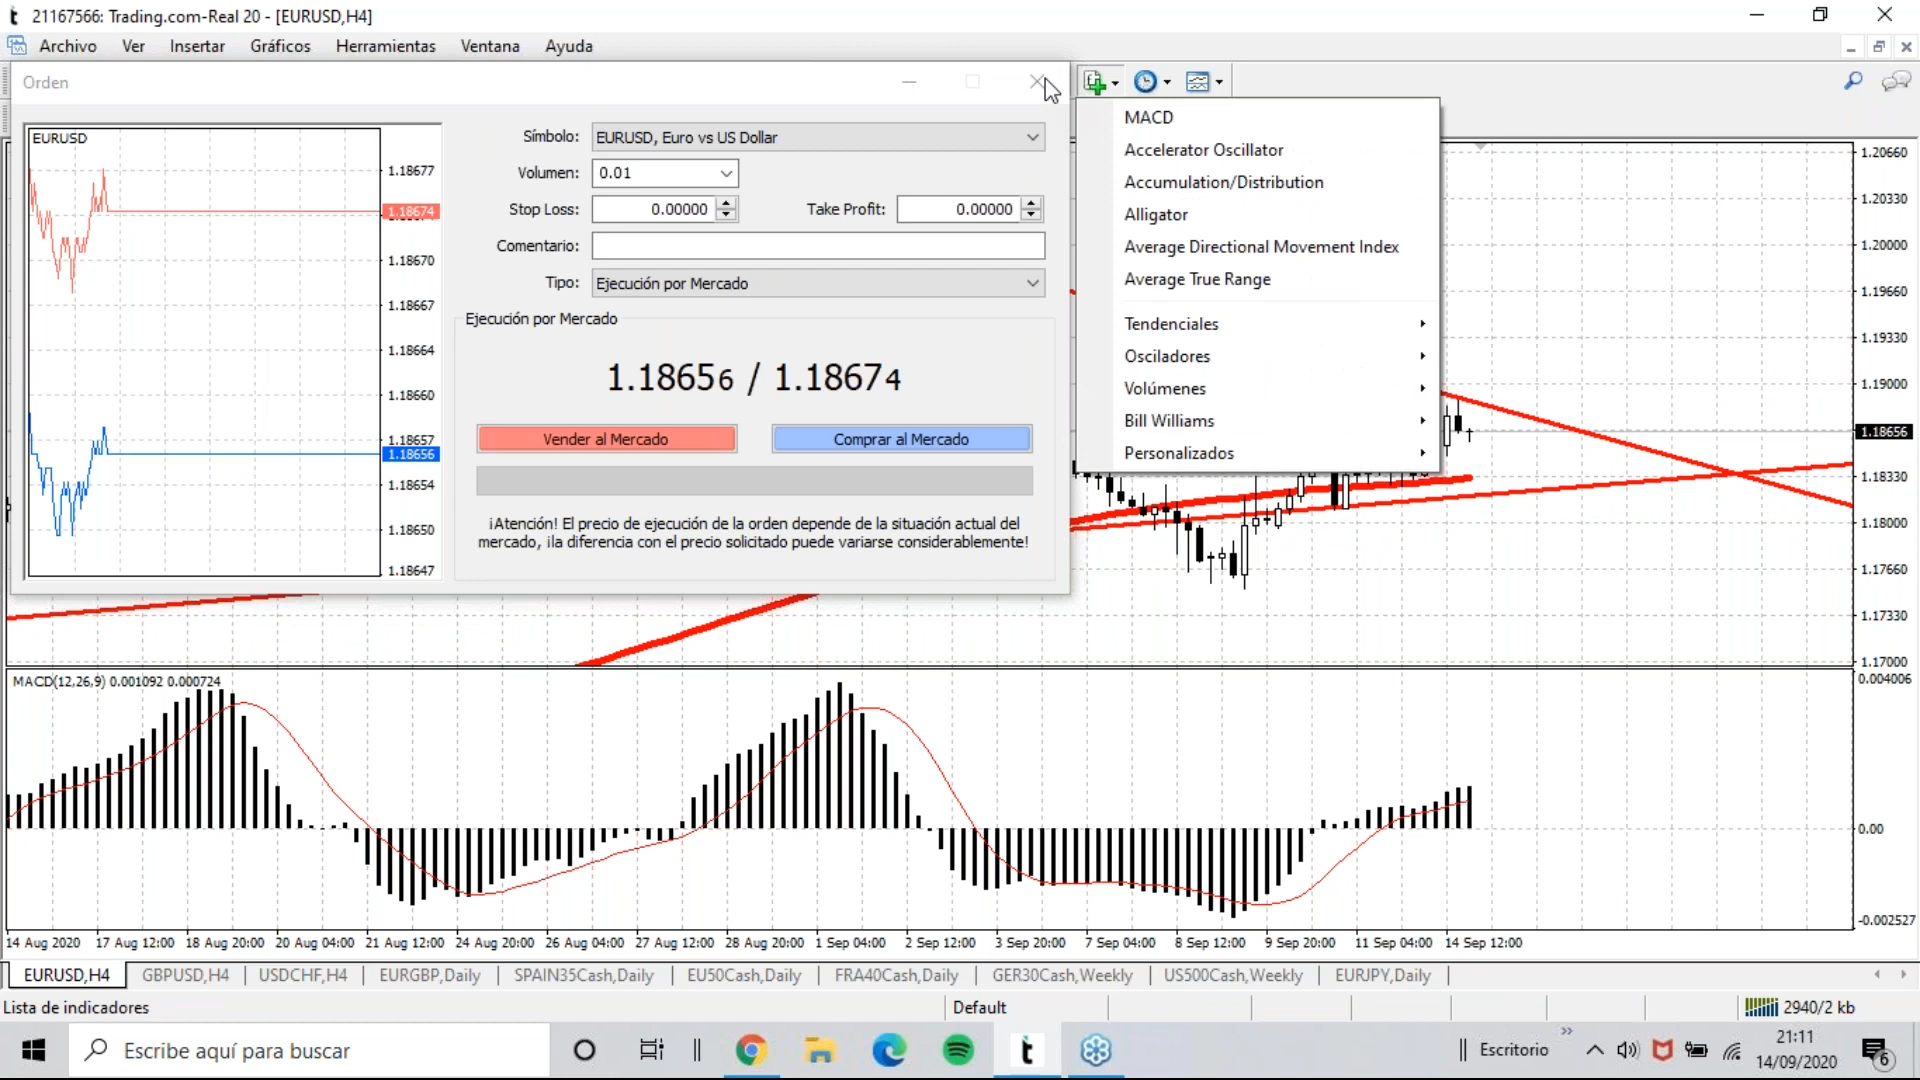 21167566: Trading.com-Real 20 - [EURUSD,H4]
Archivo Ver Insertar Gráficos Herramientas Ventana Ayuda
Orden
EURUSD
1.18677
1.18674
1.18670
1.18667
1.18664
1.18660
1.18657
1.18656
1.18654
1.18650
1.18647
Símbolo: EURUSD, Euro vs US Dollar
Volumen: 0.01
Stop Loss: 0.00000 Take Profit: 0.00000
Comentario:
Tipo: Ejecución por Mercado
Ejecución por Mercado
1.18656 / 1.18674
Vender al Mercado Comprar al Mercado
¡Atención! El precio de ejecución de la orden depende de la situación actual del
mercado, ¡la diferencia con el precio solicitado puede variarse considerablemente!
MACD
Accelerator Oscillator
Accumulation/Distribution
Alligator
Average Directional Movement Index
Average True Range
Tendenciales
Osciladores
Volúmenes
Bill Williams
Personalizados
1.20660
1.20330
1.20000
1.19660
1.19330
1.19000
1.18656
1.18330
1.18000
1.17660
1.17330
1.17000
MACD(12,26,9) 0.001092 0.000724
0.004006
0.00
-0.002527
14 Aug 2020 17 Aug 12:00 18 Aug 20:00 20 Aug 04:00 21 Aug 12:00 24 Aug 20:00 26 Aug 04:00 27 Aug 12:00 28 Aug 20:00 1 Sep 04:00 2 Sep 12:00 3 Sep 20:00 7 Sep 04:00 8 Sep 12:00 9 Sep 20:00 11 Sep 04:00 14 Sep 12:00
EURUSD,H4 GBPUSD,H4 USDCHF,H4 EURGBP,Daily SPAIN35Cash,Daily EU50Cash,Daily FRA40Cash,Daily GER30Cash,Weekly US500Cash,Weekly EURJPY,Daily
Lista de indicadores Default 2940/2 kb
Escribe aquí para buscar Escritorio 21:11
14/09/2020
6